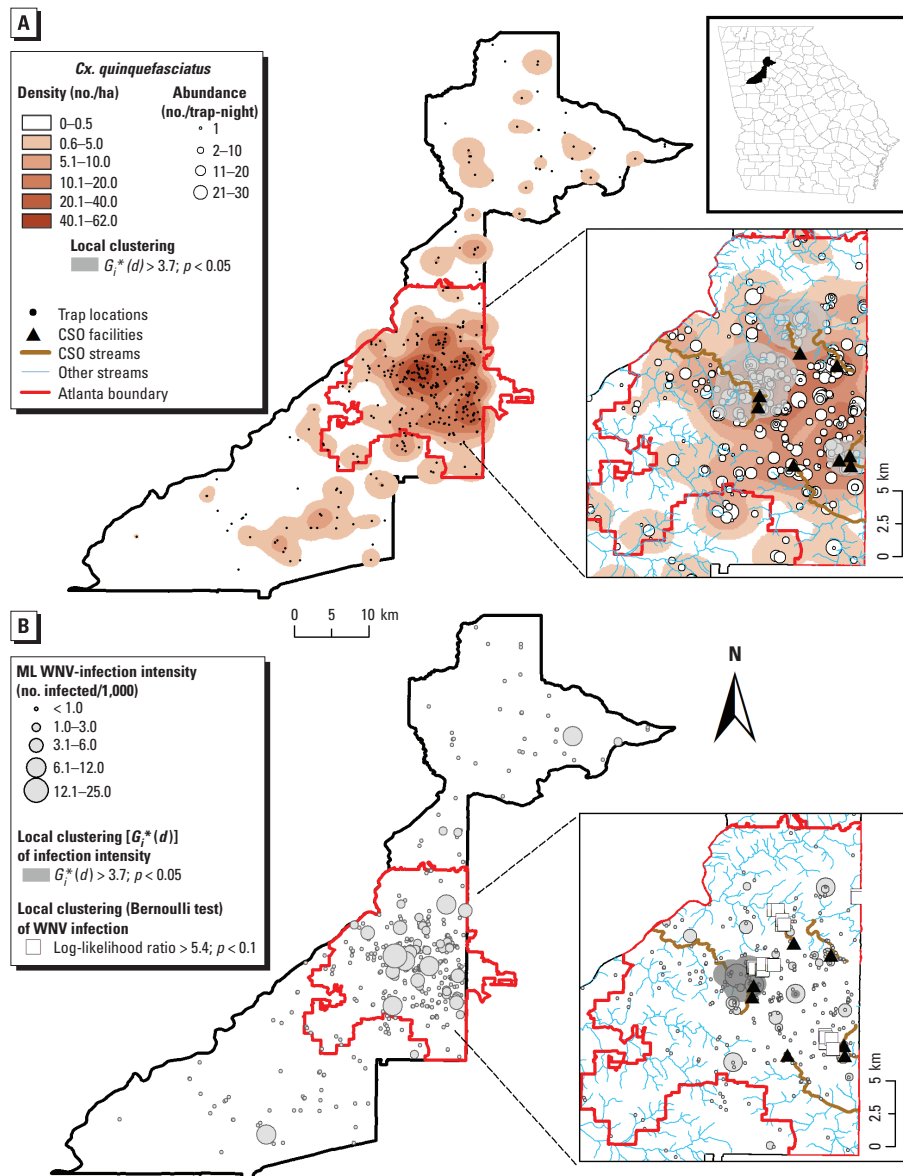 A
Cx. quinquefasciatus
Density (no./ha)
0–0.5
0.6–5.0
5.1–10.0
10.1–20.0
20.1–40.0
40.1–62.0
Abundance
(no./trap-night)
1
2–10
11–20
21–30
Local clustering
Gi*(d) > 3.7; p < 0.05
Trap locations
CSO facilities
CSO streams
Other streams
Atlanta boundary
0 2.5 5 km
0 5 10 km
B
ML WNV-infection intensity
(no. infected/1,000)
< 1.0
1.0–3.0
3.1–6.0
6.1–12.0
12.1–25.0
Local clustering [Gi*(d)]
of infection intensity
Gi*(d) > 3.7; p < 0.05
Local clustering (Bernoulli test)
of WNV infection
Log-likelihood ratio > 5.4; p < 0.1
N
0 2.5 5 km